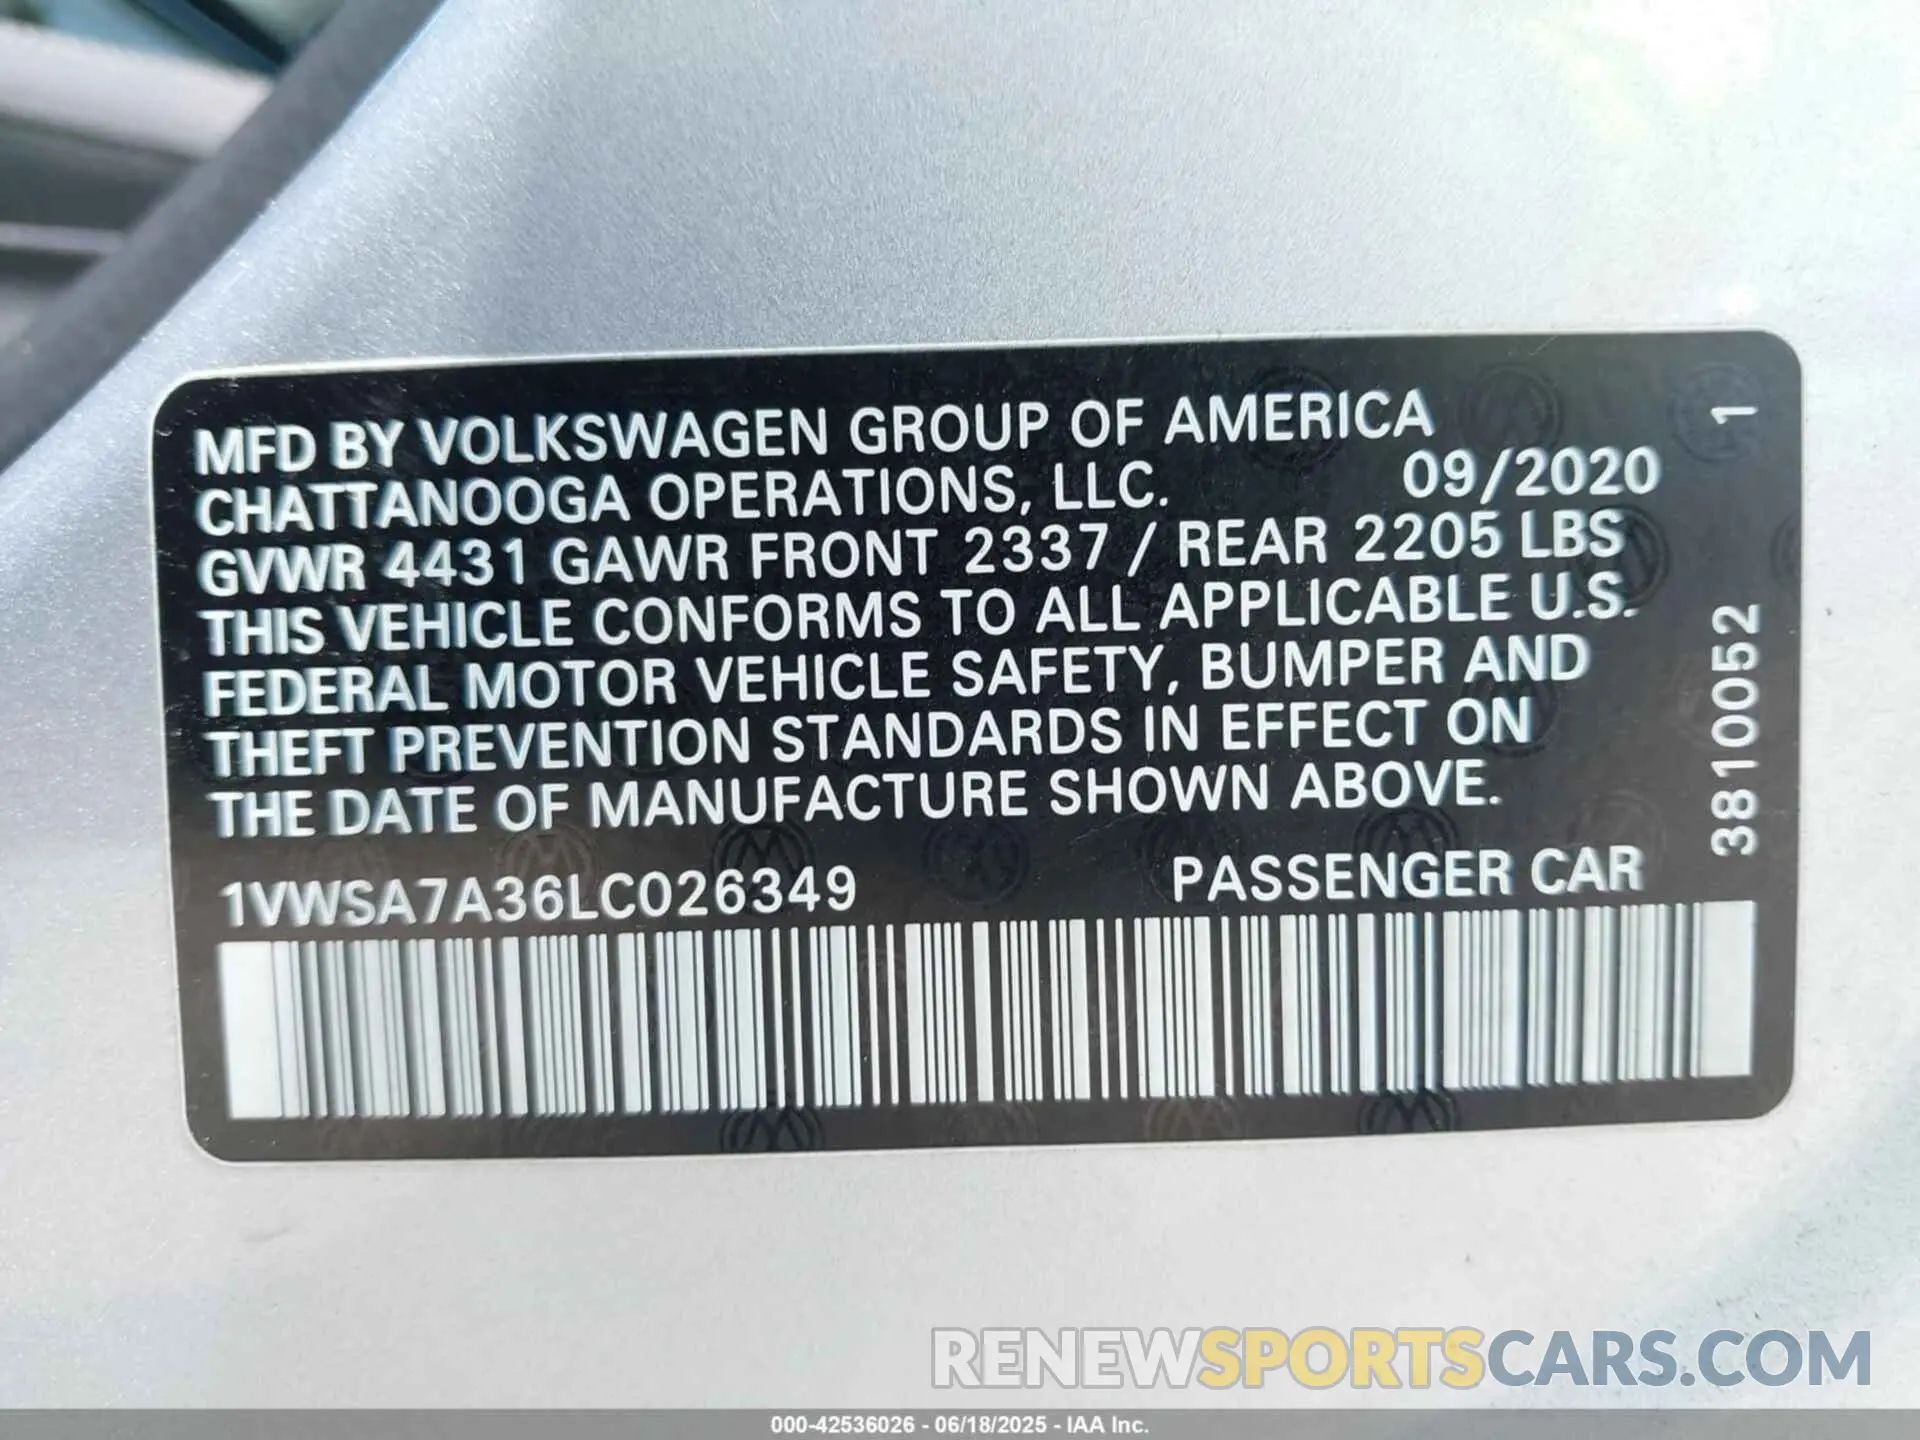 MFD BY VOLKSWAGEN GROUP OF AMERICA
CHATTANOOGA OPERATIONS, LLC. 09/2020
GVWR 4431 GAWR FRONT 2337 / REAR 2205 LBS
THIS VEHICLE CONFORMS TO ALL APPLICABLE U.S.
FEDERAL MOTOR VEHICLE SAFETY, BUMPER AND
THEFT PREVENTION STANDARDS IN EFFECT ON
THE DATE OF MANUFACTURE SHOWN ABOVE.
1VWSA7A36LC026349 PASSENGER CAR
3810052 1
RENEWSPORTSCARS.COM
000-42536026 - 06/18/2025 - IAA Inc.